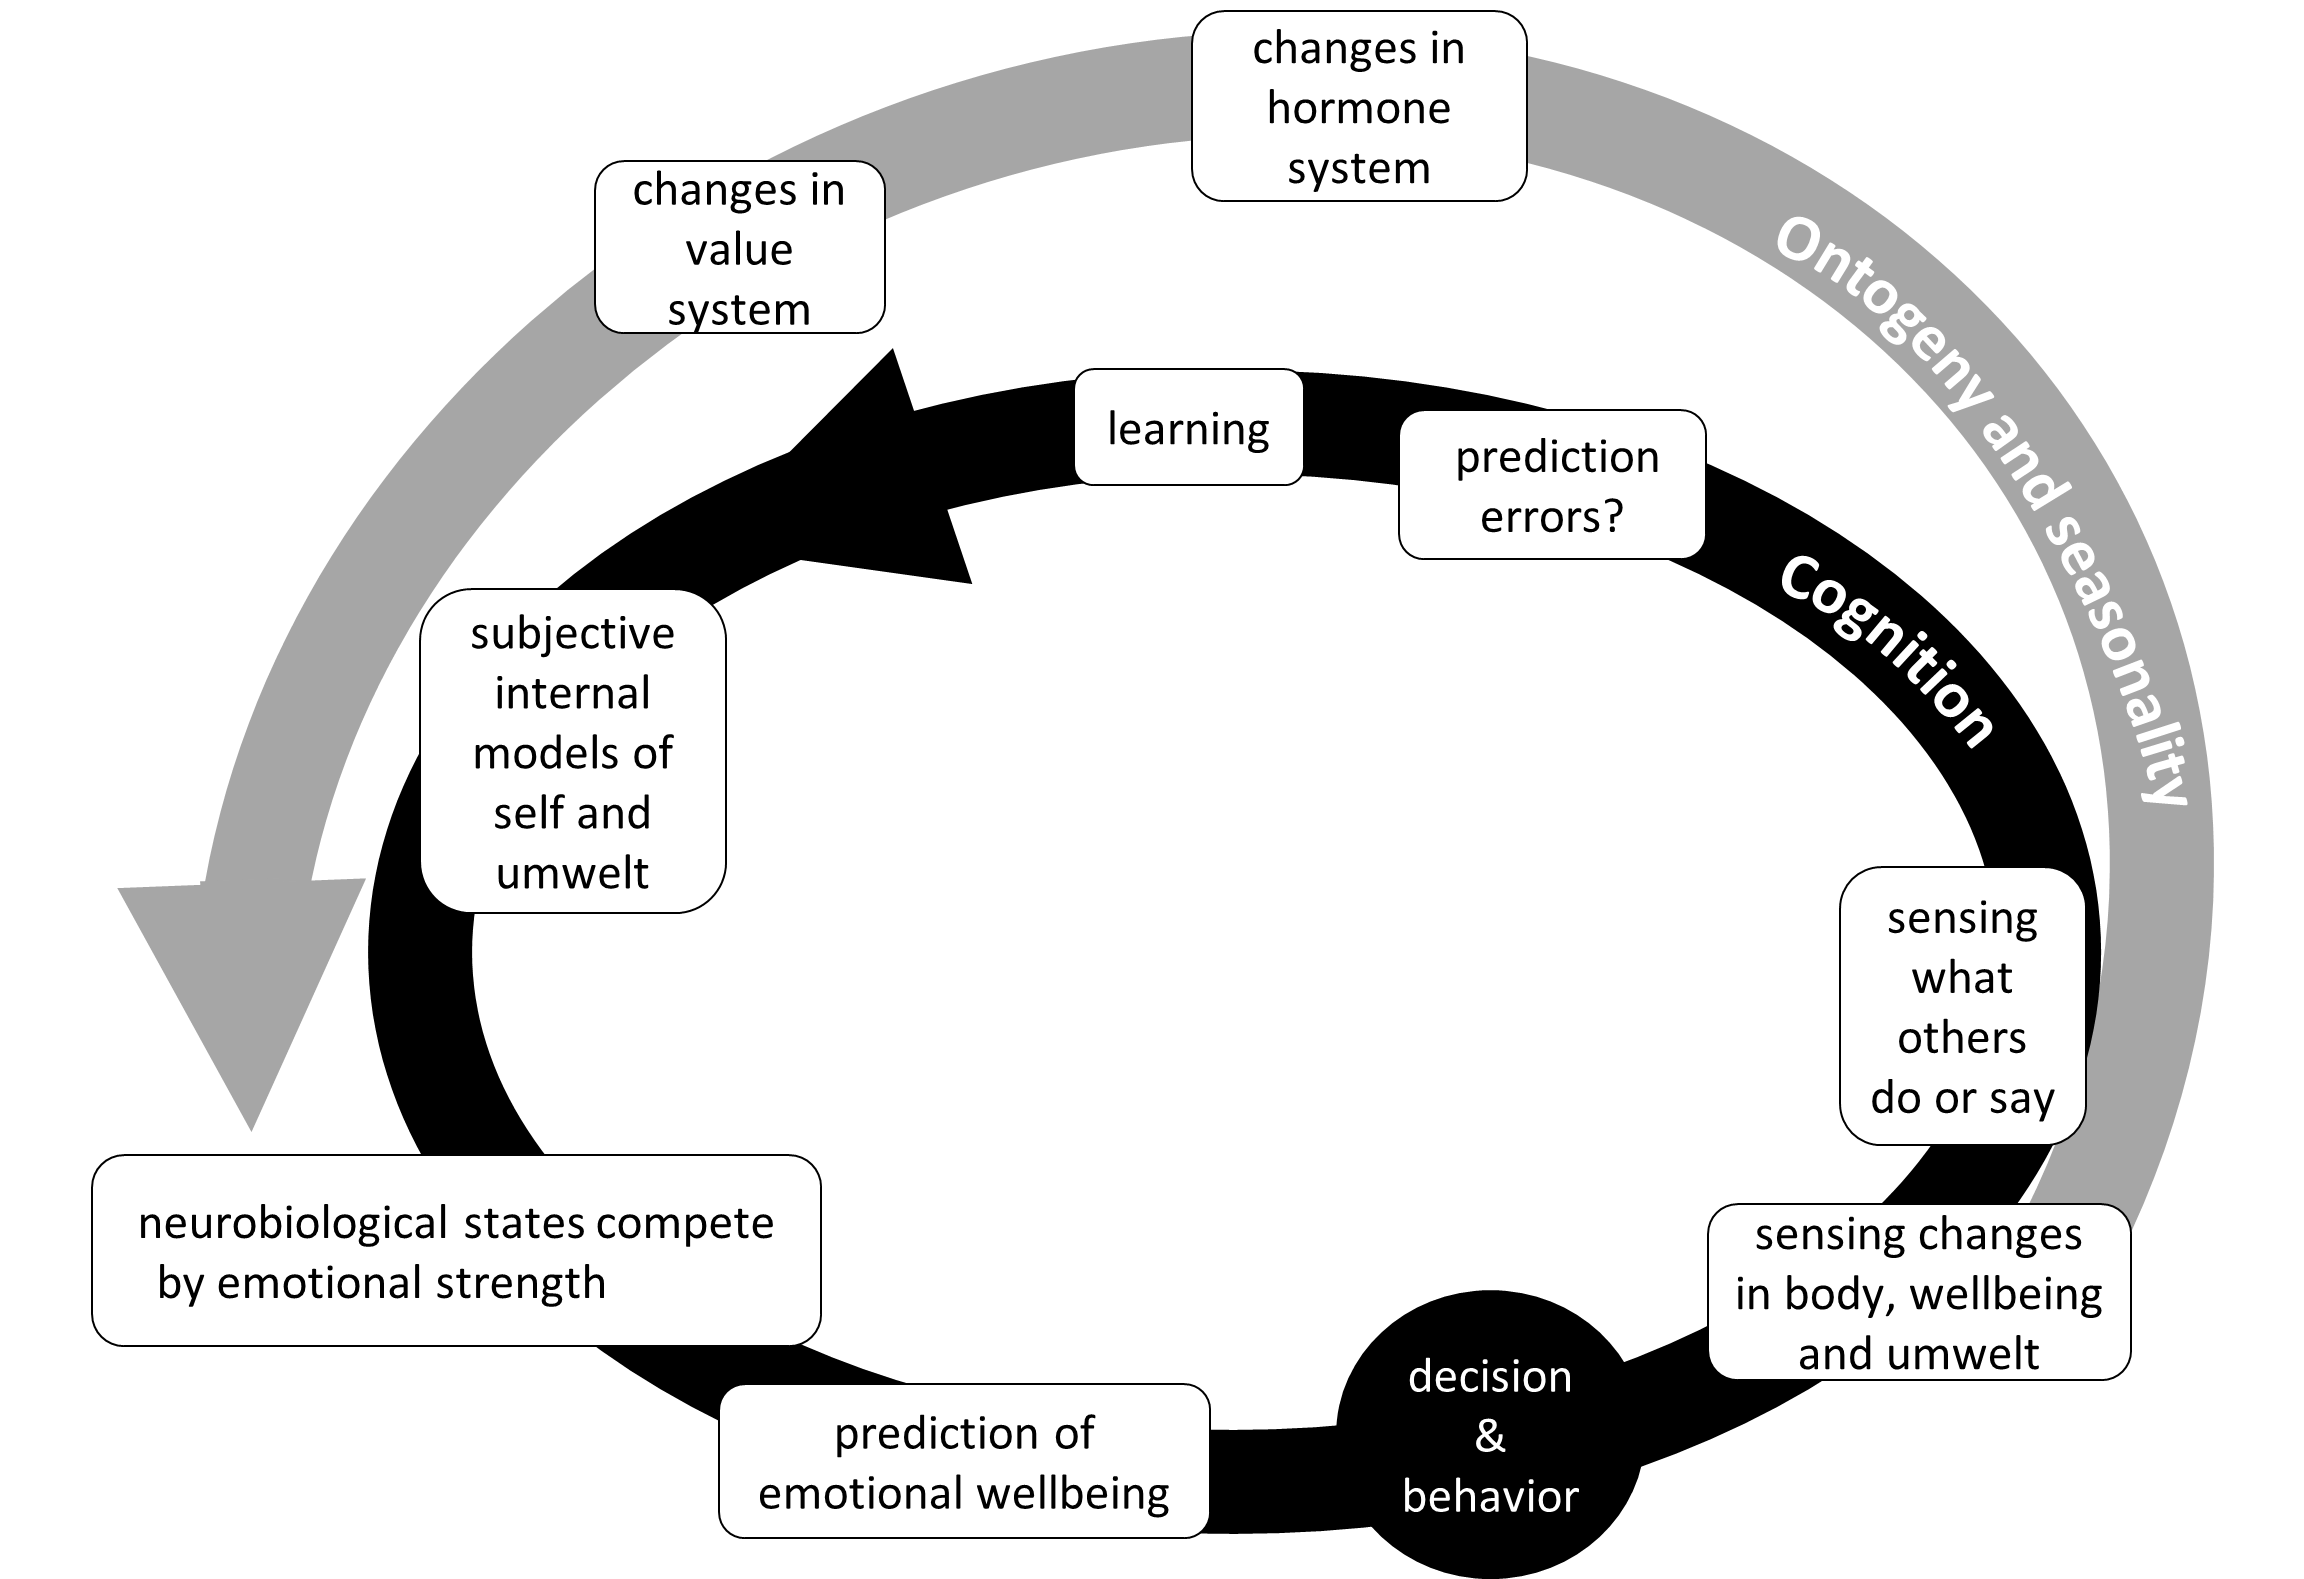 changes in
hormone
system
changes in
value
system
Ontogeny and seasonality
learning
prediction
errors?
Cognition
subjective
internal
models of
self and
umwelt
sensing
what
others
do or say
neurobiological states compete
by emotional strength
sensing changes
in body, wellbeing
and umwelt
decision
&
behavior
prediction of
emotional wellbeing